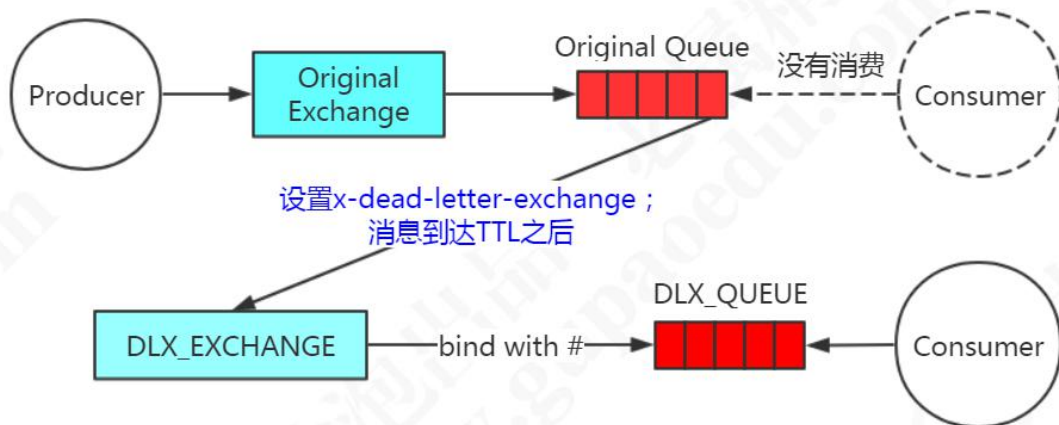 Original Queue
没有消费
Producer
Original
Exchange
Consumer
设置x-dead-letter-exchange；
消息到达TTL之后
DLX_QUEUE
DLX_EXCHANGE
bind with #
Consumer